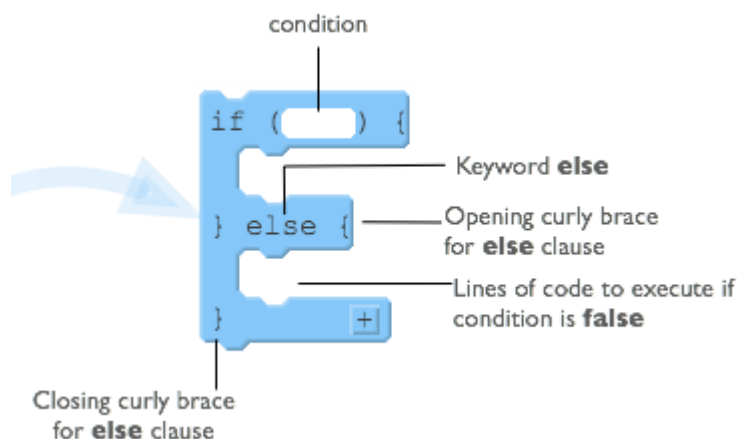 condition
if ( ) {
Keyword else
} else {
Opening curly brace
for else clause
Lines of code to execute if
condition is false
} +
Closing curly brace
for else clause